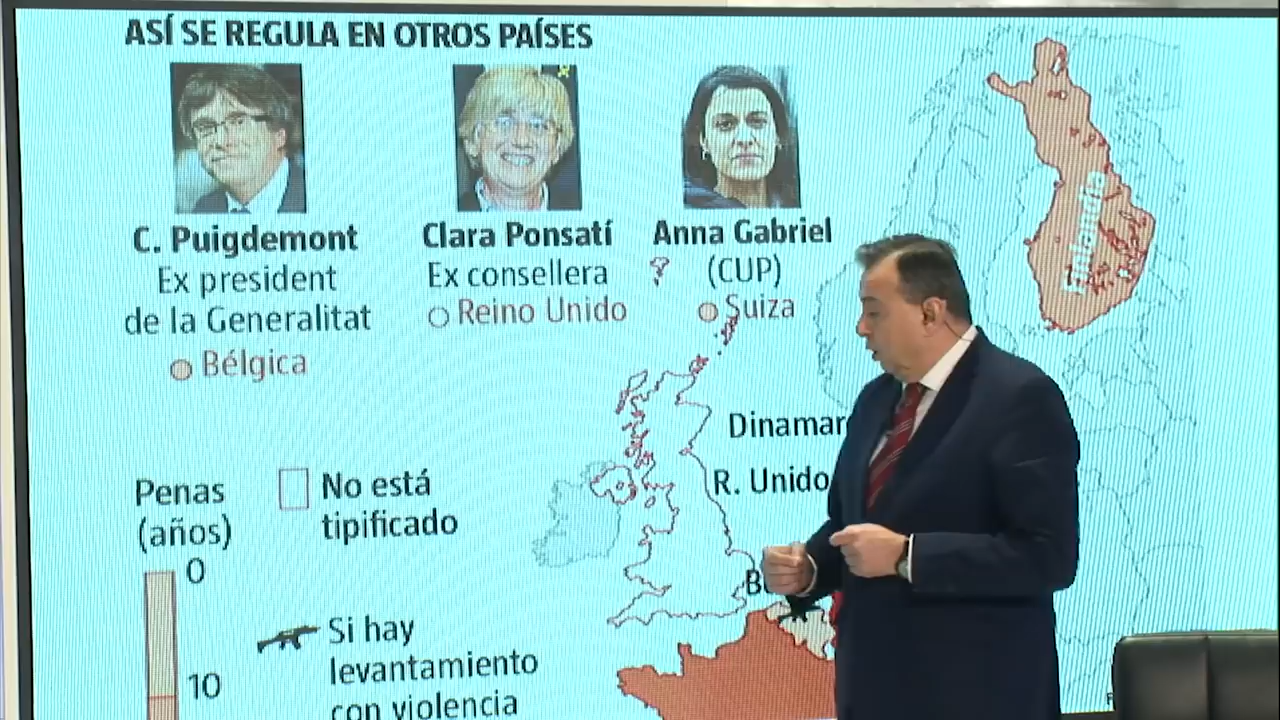 ASÍ SE REGULA EN OTROS PAÍSES
C. Puigdemont
Ex president
de la Generalitat
Bélgica
Clara Ponsatí
Ex consellera
Reino Unido
Anna Gabriel
(CUP)
Suiza
Finlandia
Dinamar
R. Unido
B
Penas
(años)
0
10
No está
tipificado
Si hay
levantamiento
con violencia